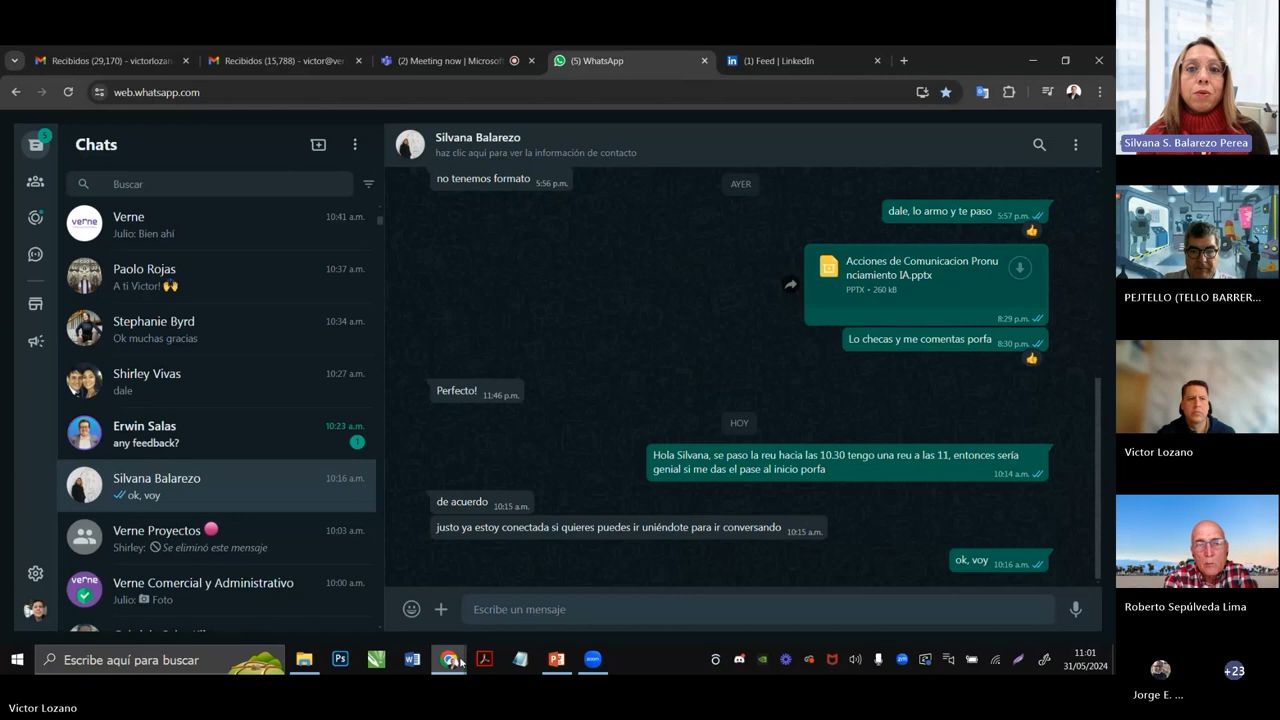 Recibidos (29,170) - victorlozan
Recibidos (15,788) - victor@ver
(2) Meeting now | Microsoft
(5) WhatsApp
(1) Feed | LinkedIn
web.whatsapp.com
5
Chats
Buscar
Verne
10:41 a.m.
Julio: Bien ahí
verne
Paolo Rojas
10:37 a.m.
A ti Victor! 🙌
Stephanie Byrd
10:34 a.m.
Ok muchas gracias
Shirley Vivas
10:27 a.m.
dale
Erwin Salas
10:23 a.m.
any feedback?
1
Silvana Balarezo
10:16 a.m.
ok, voy
Verne Proyectos
10:03 a.m.
Shirley: Se eliminó este mensaje
Verne Comercial y Administrativo
10:00 a.m.
Julio: Foto
verne
Silvana Balarezo
haz clic aquí para ver la información de contacto
no tenemos formato 5:56 p.m.
AYER
dale, lo armo y te paso 5:57 p.m.
👍
Acciones de Comunicacion Pronu
nciamiento IA.pptx
PPTX • 260 kB
8:29 p.m.
Lo checas y me comentas porfa 8:30 p.m.
👍
Perfecto! 11:46 p.m.
HOY
Hola Silvana, se paso la reu hacia las 10.30 tengo una reu a las 11, entonces sería
genial si me das el pase al inicio porfa
10:14 a.m.
de acuerdo 10:15 a.m.
justo ya estoy conectada si quieres puedes ir uniéndote para ir conversando 10:15 a.m.
ok, voy 10:16 a.m.
Escribe un mensaje
Escribe aquí para buscar
Ps
zoom
11:01
31/05/2024
Victor Lozano
Silvana S. Balarezo Perea
PEJTELLO (TELLO BARRER...
Victor Lozano
Roberto Sepúlveda Lima
Jorge E. ...
+23